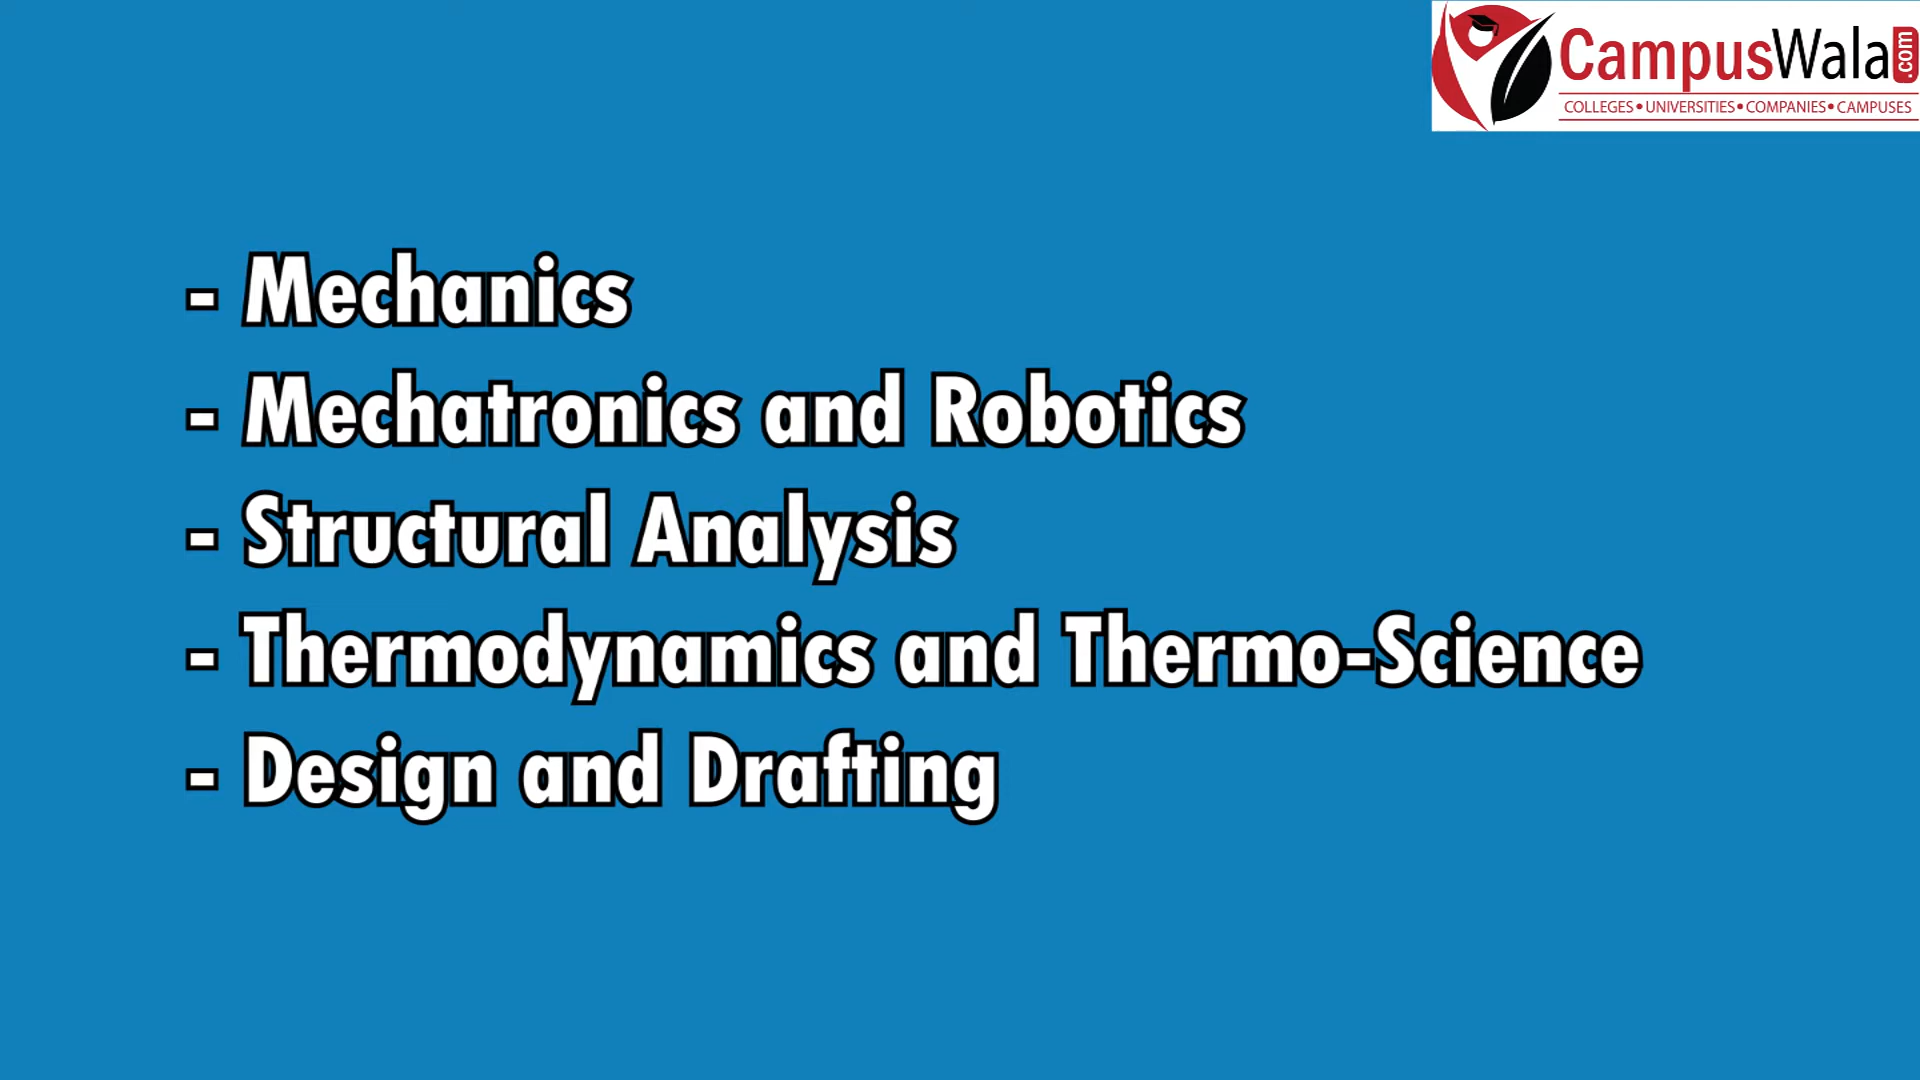 CampusWala.com
COLLEGES • UNIVERSITIES • COMPANIES • CAMPUSES
- Mechanics
- Mechatronics and Robotics
- Structural Analysis
- Thermodynamics and Thermo-Science
- Design and Drafting